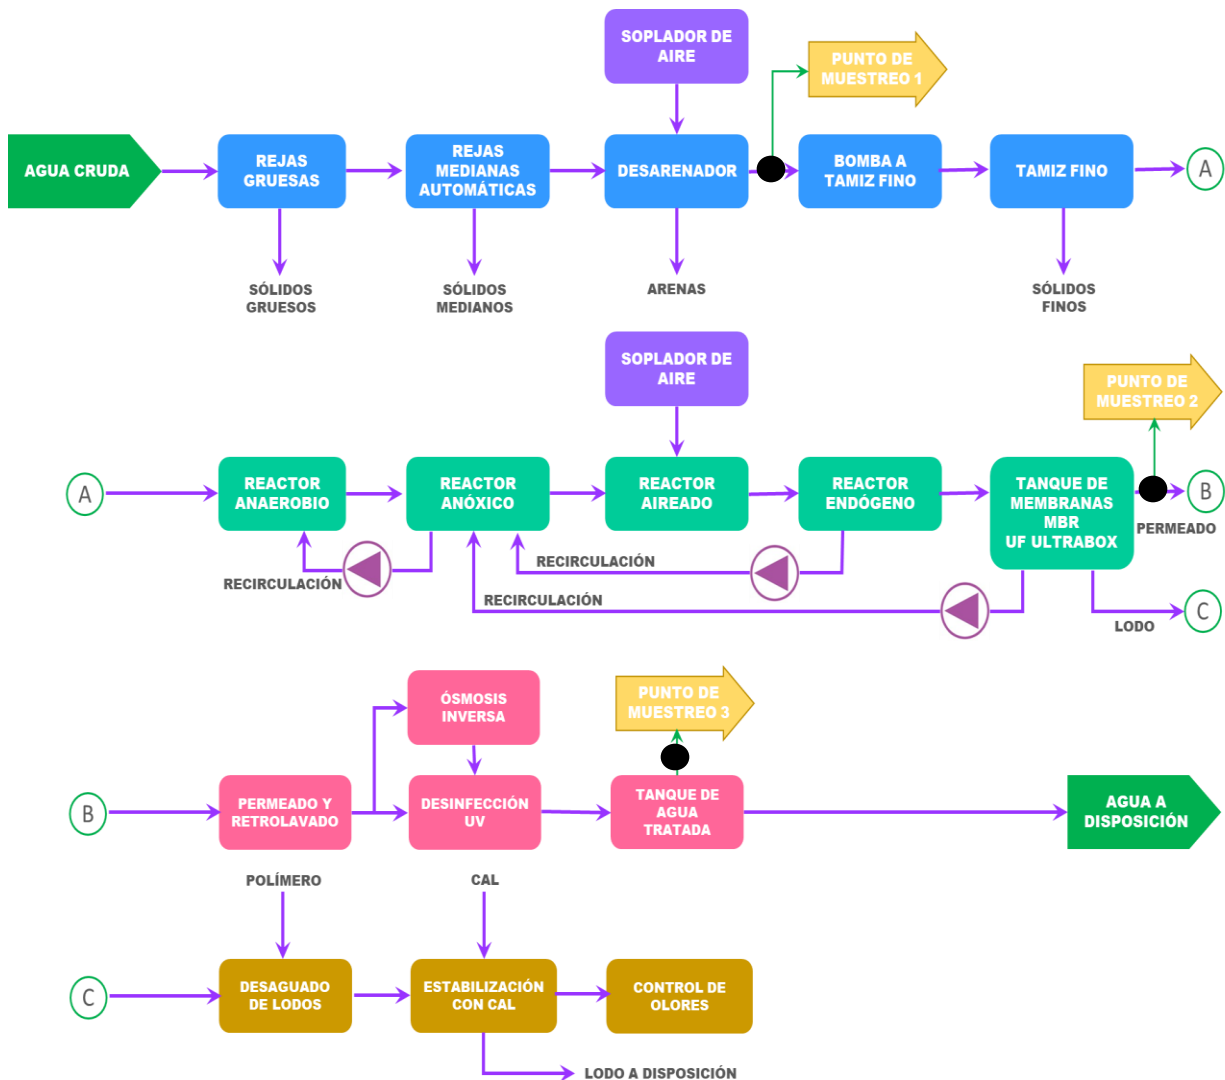 SOPLADOR DE
AIRE
PUNTO DE
MUESTREO 1
AGUA CRUDA
REJAS
GRUESAS
REJAS
MEDIANAS
AUTOMÁTICAS
DESARENADOR
BOMBA A
TAMIZ FINO
TAMIZ FINO
A
SÓLIDOS
GRUESOS
SÓLIDOS
MEDIANOS
ARENAS
SÓLIDOS
FINOS
SOPLADOR DE
AIRE
PUNTO DE
MUESTREO 2
A
REACTOR
ANAEROBIO
REACTOR
ANÓXICO
REACTOR
AIREADO
REACTOR
ENDÓGENO
TANQUE DE
MEMBRANAS
MBR
UF ULTRABOX
B
PERMEADO
RECIRCULACIÓN
RECIRCULACIÓN
RECIRCULACIÓN
LODO
C
ÓSMOSIS
INVERSA
PUNTO DE
MUESTREO 3
B
PERMEADO Y
RETROLAVADO
DESINFECCIÓN
UV
TANQUE DE
AGUA
TRATADA
AGUA A
DISPOSICIÓN
POLÍMERO
CAL
C
DESAGUADO
DE LODOS
ESTABILIZACIÓN
CON CAL
CONTROL DE
OLORES
LODO A DISPOSICIÓN